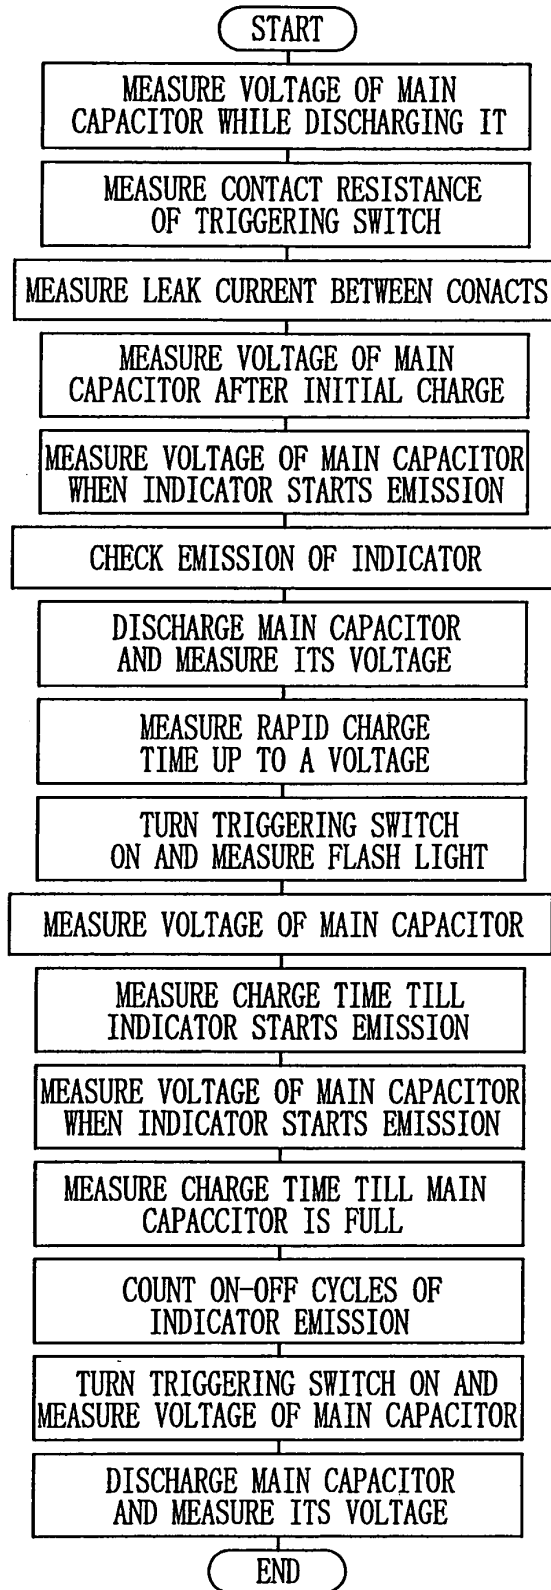 START
MEASURE VOLTAGE OF MAIN
CAPACITOR WHILE DISCHARGING IT
MEASURE CONTACT RESISTANCE
OF TRIGGERING SWITCH
MEASURE LEAK CURRENT BETWEEN CONACTS
MEASURE VOLTAGE OF MAIN
CAPACITOR AFTER INITIAL CHARGE
MEASURE VOLTAGE OF MAIN CAPACITOR
WHEN INDICATOR STARTS EMISSION
CHECK EMISSION OF INDICATOR
DISCHARGE MAIN CAPACITOR
AND MEASURE ITS VOLTAGE
MEASURE RAPID CHARGE
TIME UP TO A VOLTAGE
TURN TRIGGERING SWITCH
ON AND MEASURE FLASH LIGHT
MEASURE VOLTAGE OF MAIN CAPACITOR
MEASURE CHARGE TIME TILL
INDICATOR STARTS EMISSION
MEASURE VOLTAGE OF MAIN CAPACITOR
WHEN INDICATOR STARTS EMISSION
MEASURE CHARGE TIME TILL MAIN
CAPACCITOR IS FULL
COUNT ON-OFF CYCLES OF
INDICATOR EMISSION
TURN TRIGGERING SWITCH ON AND
MEASURE VOLTAGE OF MAIN CAPACITOR
DISCHARGE MAIN CAPACITOR
AND MEASURE ITS VOLTAGE
END